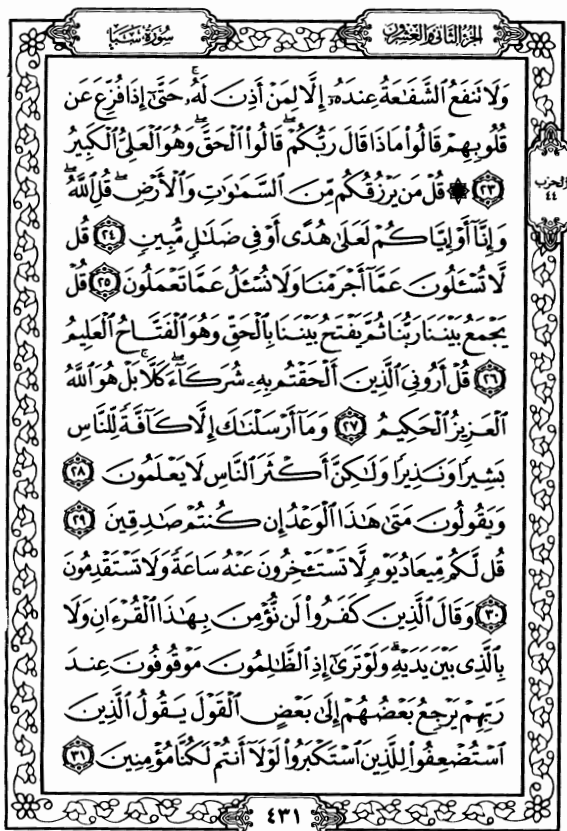 الجزء الثاني والعشرون
سورة سبإ
وَلَا تَنفَعُ ٱلشَّفَٰعَةُ عِندَهُۥٓ إِلَّا لِمَنْ أَذِنَ لَهُۥۚ حَتَّىٰٓ إِذَا فُزِّعَ عَن
قُلُوبِهِمْ قَالُوا۟ مَاذَا قَالَ رَبُّكُمْۖ قَالُوا۟ ٱلْحَقَّۖ وَهُوَ ٱلْعَلِىُّ ٱلْكَبِيرُ
الحزب
٤٤
٢٣ ۞ قُلْ مَن يَرْزُقُكُم مِّنَ ٱلسَّمَٰوَٰتِ وَٱلْأَرْضِۖ قُلِ ٱللَّهُۖ
وَإِنَّآ أَوْ إِيَّاكُمْ لَعَلَىٰ هُدًى أَوْ فِى ضَلَٰلٍ مُّبِينٍ ٢٤ قُل
لَّا تُسْـَٔلُونَ عَمَّآ أَجْرَمْنَا وَلَا نُسْـَٔلُ عَمَّا تَعْمَلُونَ ٢٥ قُلْ
يَجْمَعُ بَيْنَنَا رَبُّنَا ثُمَّ يَفْتَحُ بَيْنَنَا بِٱلْحَقِّ وَهُوَ ٱلْفَتَّاحُ ٱلْعَلِيمُ
٢٦ قُلْ أَرُونِىَ ٱلَّذِينَ أَلْحَقْتُم بِهِۦ شُرَكَآءَۖ كَلَّاۚ بَلْ هُوَ ٱللَّهُ
ٱلْعَزِيزُ ٱلْحَكِيمُ ٢٧ وَمَآ أَرْسَلْنَٰكَ إِلَّا كَآفَّةً لِّلنَّاسِ
بَشِيرًا وَنَذِيرًا وَلَٰكِنَّ أَكْثَرَ ٱلنَّاسِ لَا يَعْلَمُونَ ٢٨
وَيَقُولُونَ مَتَىٰ هَٰذَا ٱلْوَعْدُ إِن كُنتُمْ صَٰدِقِينَ ٢٩
قُل لَّكُم مِّيعَادُ يَوْمٍ لَّا تَسْتَـْٔخِرُونَ عَنْهُ سَاعَةً وَلَا تَسْتَقْدِمُونَ
٣٠ وَقَالَ ٱلَّذِينَ كَفَرُوا۟ لَن نُّؤْمِنَ بِهَٰذَا ٱلْقُرْءَانِ وَلَا
بِٱلَّذِى بَيْنَ يَدَيْهِۗ وَلَوْ تَرَىٰٓ إِذِ ٱلظَّٰلِمُونَ مَوْقُوفُونَ عِندَ
رَبِّهِمْ يَرْجِعُ بَعْضُهُمْ إِلَىٰ بَعْضٍ ٱلْقَوْلَ يَقُولُ ٱلَّذِينَ
ٱسْتُضْعِفُوا۟ لِلَّذِينَ ٱسْتَكْبَرُوا۟ لَوْلَآ أَنتُمْ لَكُنَّا مُؤْمِنِينَ ٣١
٤٣١